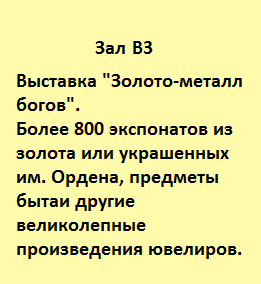 Зал В3
Выставка "Золото-металл
богов".
Более 800 экспонатов из
золота или украшенных
им. Ордена, предметы
бытаи другие
великолепные
произведения ювелиров.